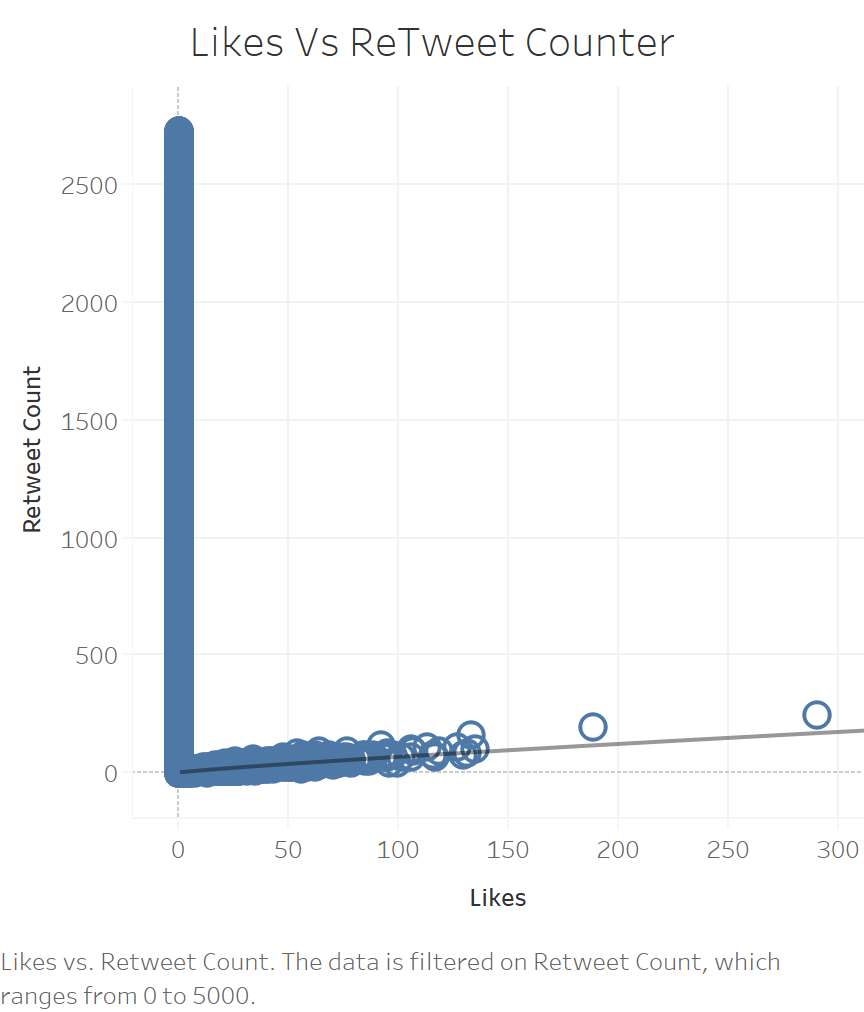 Likes Vs ReTweet Counter
2500
2000
1500
1000
500
0
Retweet Count
0 50 100 150 200 250 300
Likes
Likes vs. Retweet Count. The data is filtered on Retweet Count, which
ranges from 0 to 5000.